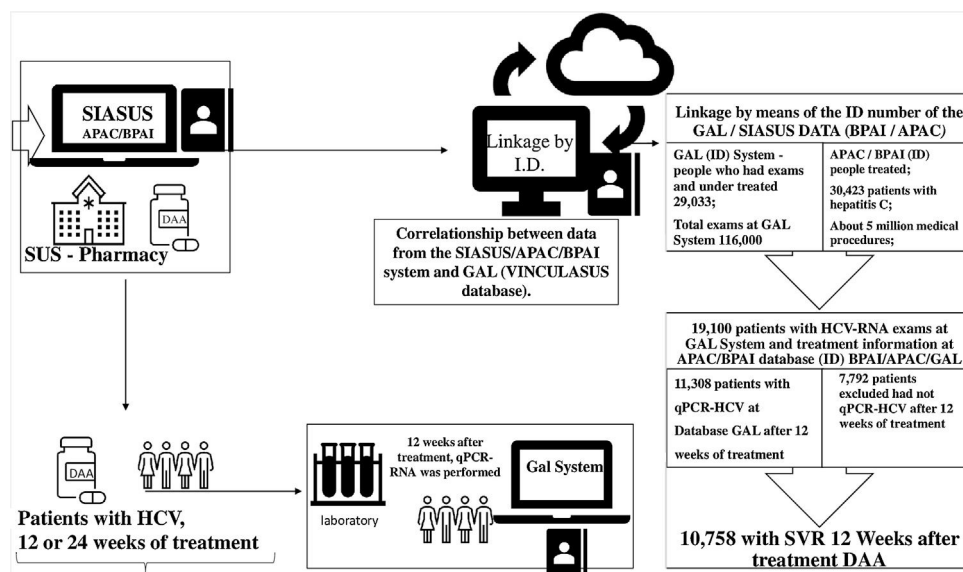 SIASUS
APAC/BPAI
DAA
SUS - Pharmacy
Linkage by
I.D.
Correlationship between data
from the SIASUS/APAC/BPAI
system and GAL (VINCULASUS
database).
Linkage by means of the ID number of the
GAL / SIASUS DATA (BPAI / APAC)
GAL (ID) System -
people who had exams
and under treated
29,033;
Total exams at GAL
System 116,000
APAC / BPAI (ID)
people treated;
30,423 patients with
hepatitis C;
About 5 million medical
procedures;
19,100 patients with HCV-RNA exams at
GAL System and treatment information at
APAC/BPAI database (ID) BPAI/APAC/GAL
11,308 patients with
qPCR-HCV at
Database GAL after 12
weeks of treatment
7,792 patients
excluded had not
qPCR-HCV after 12
weeks of treatment
10,758 with SVR 12 Weeks after
treatment DAA
DAA
Patients with HCV,
12 or 24 weeks of treatment
laboratory
12 weeks after
treatment, qPCR-
RNA was performed
Gal System